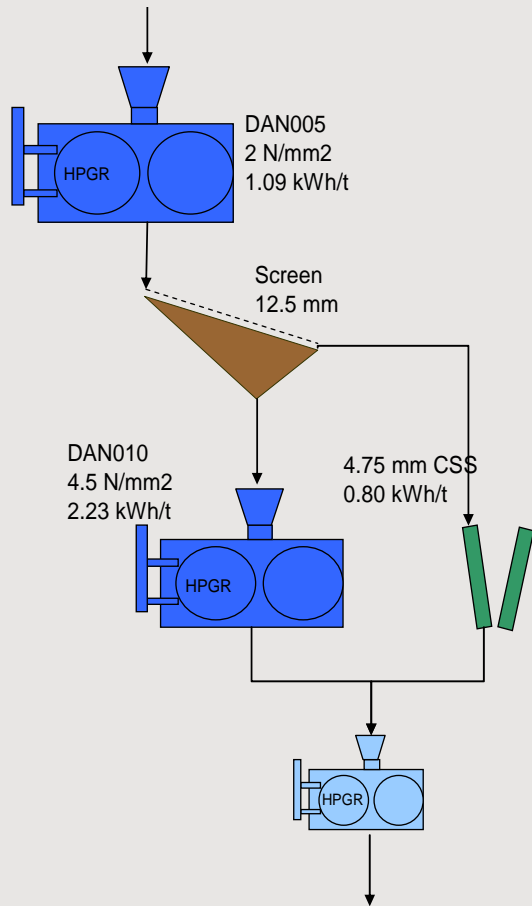 DAN005
2 N/mm2
1.09 kWh/t
HPGR
Screen
12.5 mm
DAN010
4.5 N/mm2
2.23 kWh/t
4.75 mm CSS
0.80 kWh/t
HPGR
HPGR